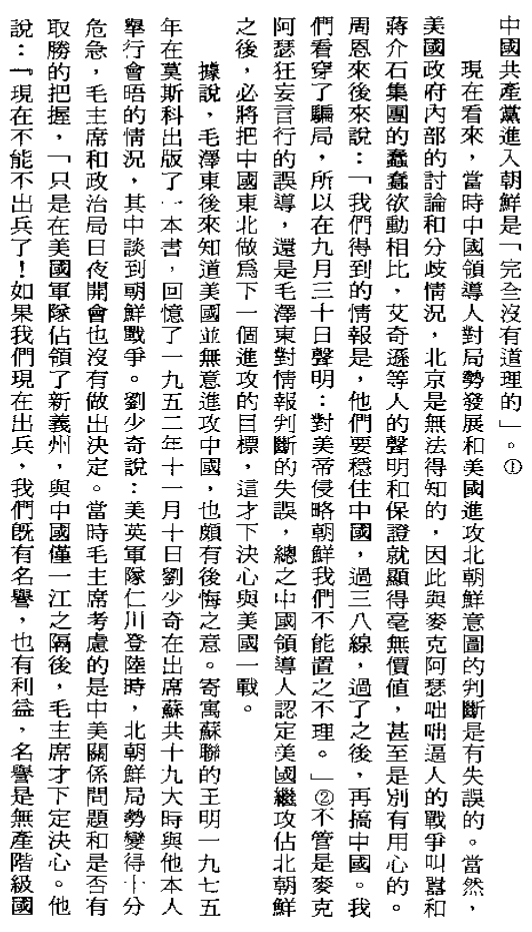 中國共產黨進入朝鮮是「完全沒有道理的」。①
現在看來，當時中國領導人對局勢發展和美國進攻北朝鮮意圖的判斷是有失誤的。當然，
美國政府內部的討論和分歧情況，北京是無法得知的，因此與麥克阿瑟咄咄逼人的戰爭叫囂和
蔣介石集團的蠢蠢欲動相比，艾奇遜等人的聲明和保證就顯得毫無價值，甚至是別有用心的。
周恩來後來說：「我們得到的情報是，他們要穩住中國，過三八線，過了之後，再搞中國。我
們看穿了騙局，所以在九月三十日聲明：對美帝侵略朝鮮我們不能置之不理。」②不管是麥克
阿瑟狂妄言行的誤導，還是毛澤東對情報判斷的失誤，總之中國領導人認定美國繼攻佔北朝鮮
之後，必將把中國東北做爲下一個進攻的目標，這才下決心與美國一戰。
據說，毛澤東後來知道美國並無意進攻中國，也頗有後悔之意。寄寓蘇聯的王明一九七五
年在莫斯科出版了一本書，回憶了一九五二年十一月十日劉少奇在出席蘇共十九大時與他本人
舉行會晤的情況，其中談到朝鮮戰爭。劉少奇說：美英軍隊仁川登陸時，北朝鮮局勢變得十分
危急，毛主席和政治局日夜開會也沒有做出決定。當時毛主席考慮的是中美關係問題和是否有
取勝的把握，「只是在美國軍隊佔領了新義州，與中國僅一江之隔後，毛主席才下定決心。他
說：『現在不能不出兵了！如果我們現在出兵，我們既有名譽，也有利益，名譽是無產階級國